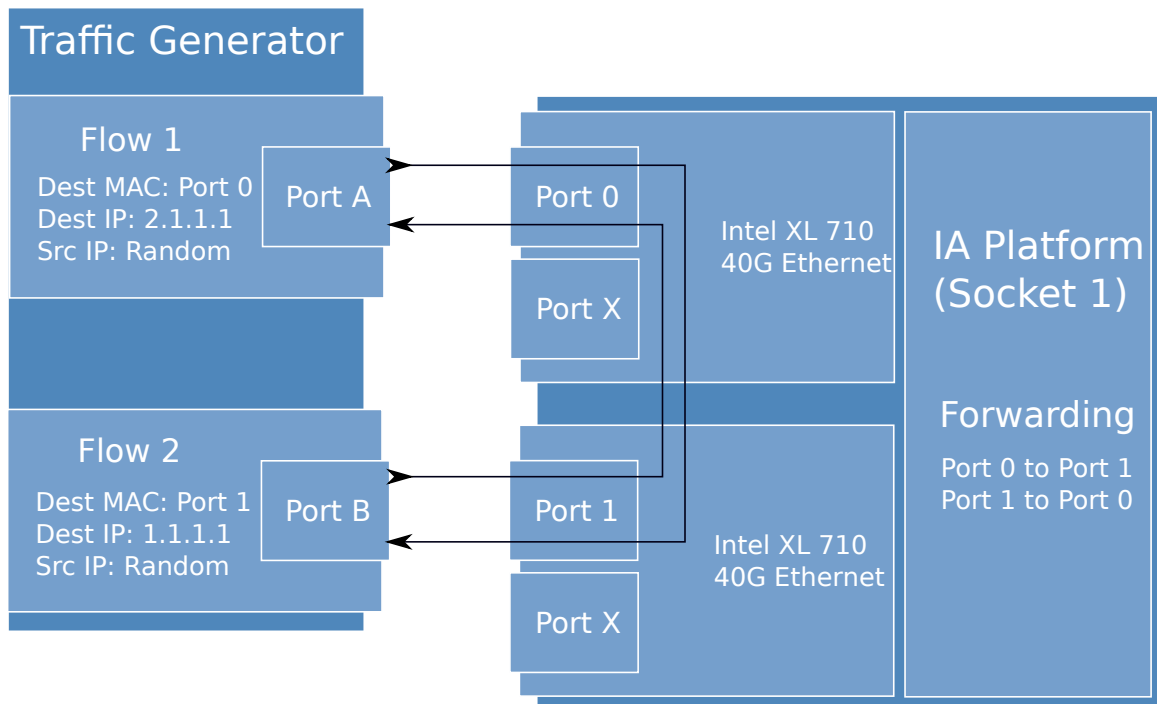 Traffic Generator
Flow 1
Dest MAC: Port 0
Dest IP: 2.1.1.1
Src IP: Random
Port A
Flow 2
Dest MAC: Port 1
Dest IP: 1.1.1.1
Src IP: Random
Port B
Port 0
Port X
Intel XL 710
40G Ethernet
Port 1
Port X
Intel XL 710
40G Ethernet
IA Platform
(Socket 1)
Forwarding
Port 0 to Port 1
Port 1 to Port 0